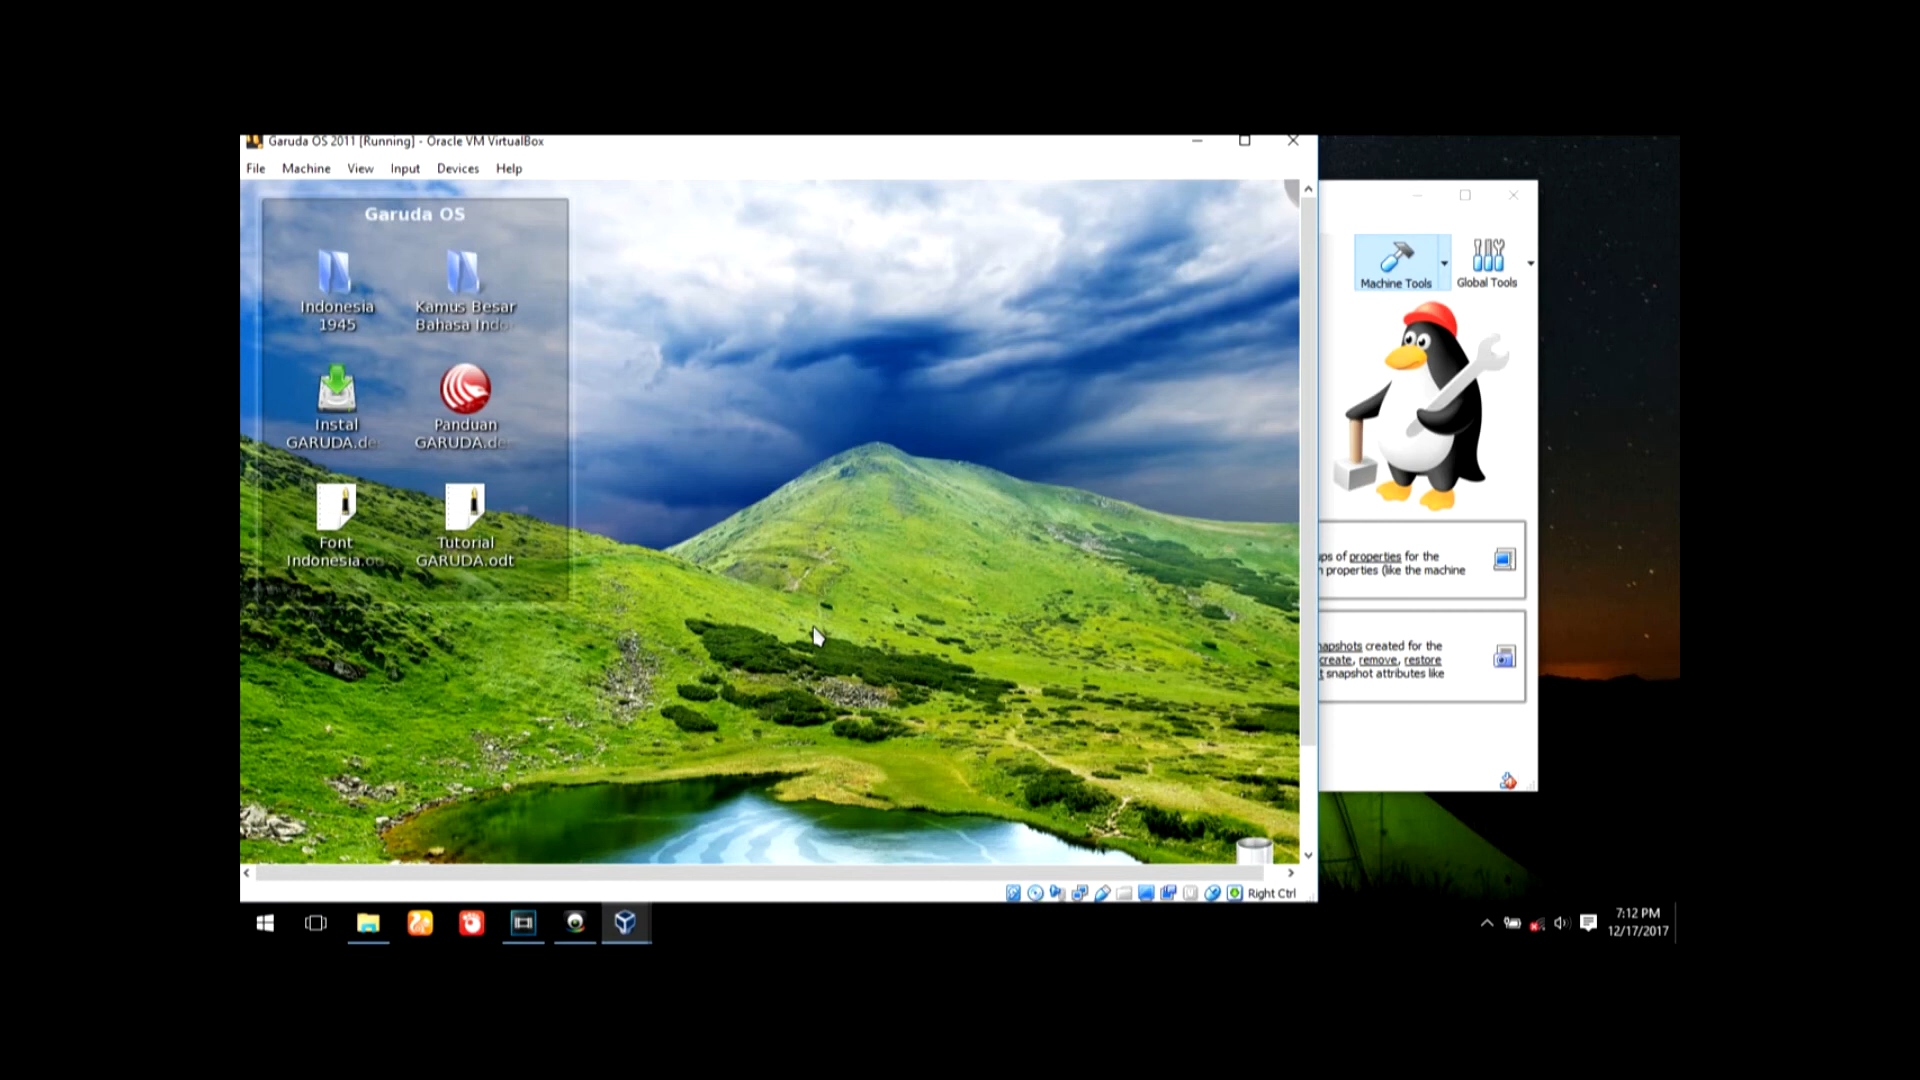 Garuda OS 2011 [Running] - Oracle VM VirtualBox
File Machine View Input Devices Help
Garuda OS
Indonesia
1945
Kamus Besar
Bahasa Indo
Instal
GARUDA.de
Panduan
GARUDA.de
Font
Indonesia.o
Tutorial
GARUDA.odt
Machine Tools
Global Tools
ups of properties for the
n properties (like the machine
napshots created for the
create, remove, restore
t snapshot attributes like
Right Ctrl
7:12 PM
12/17/2017